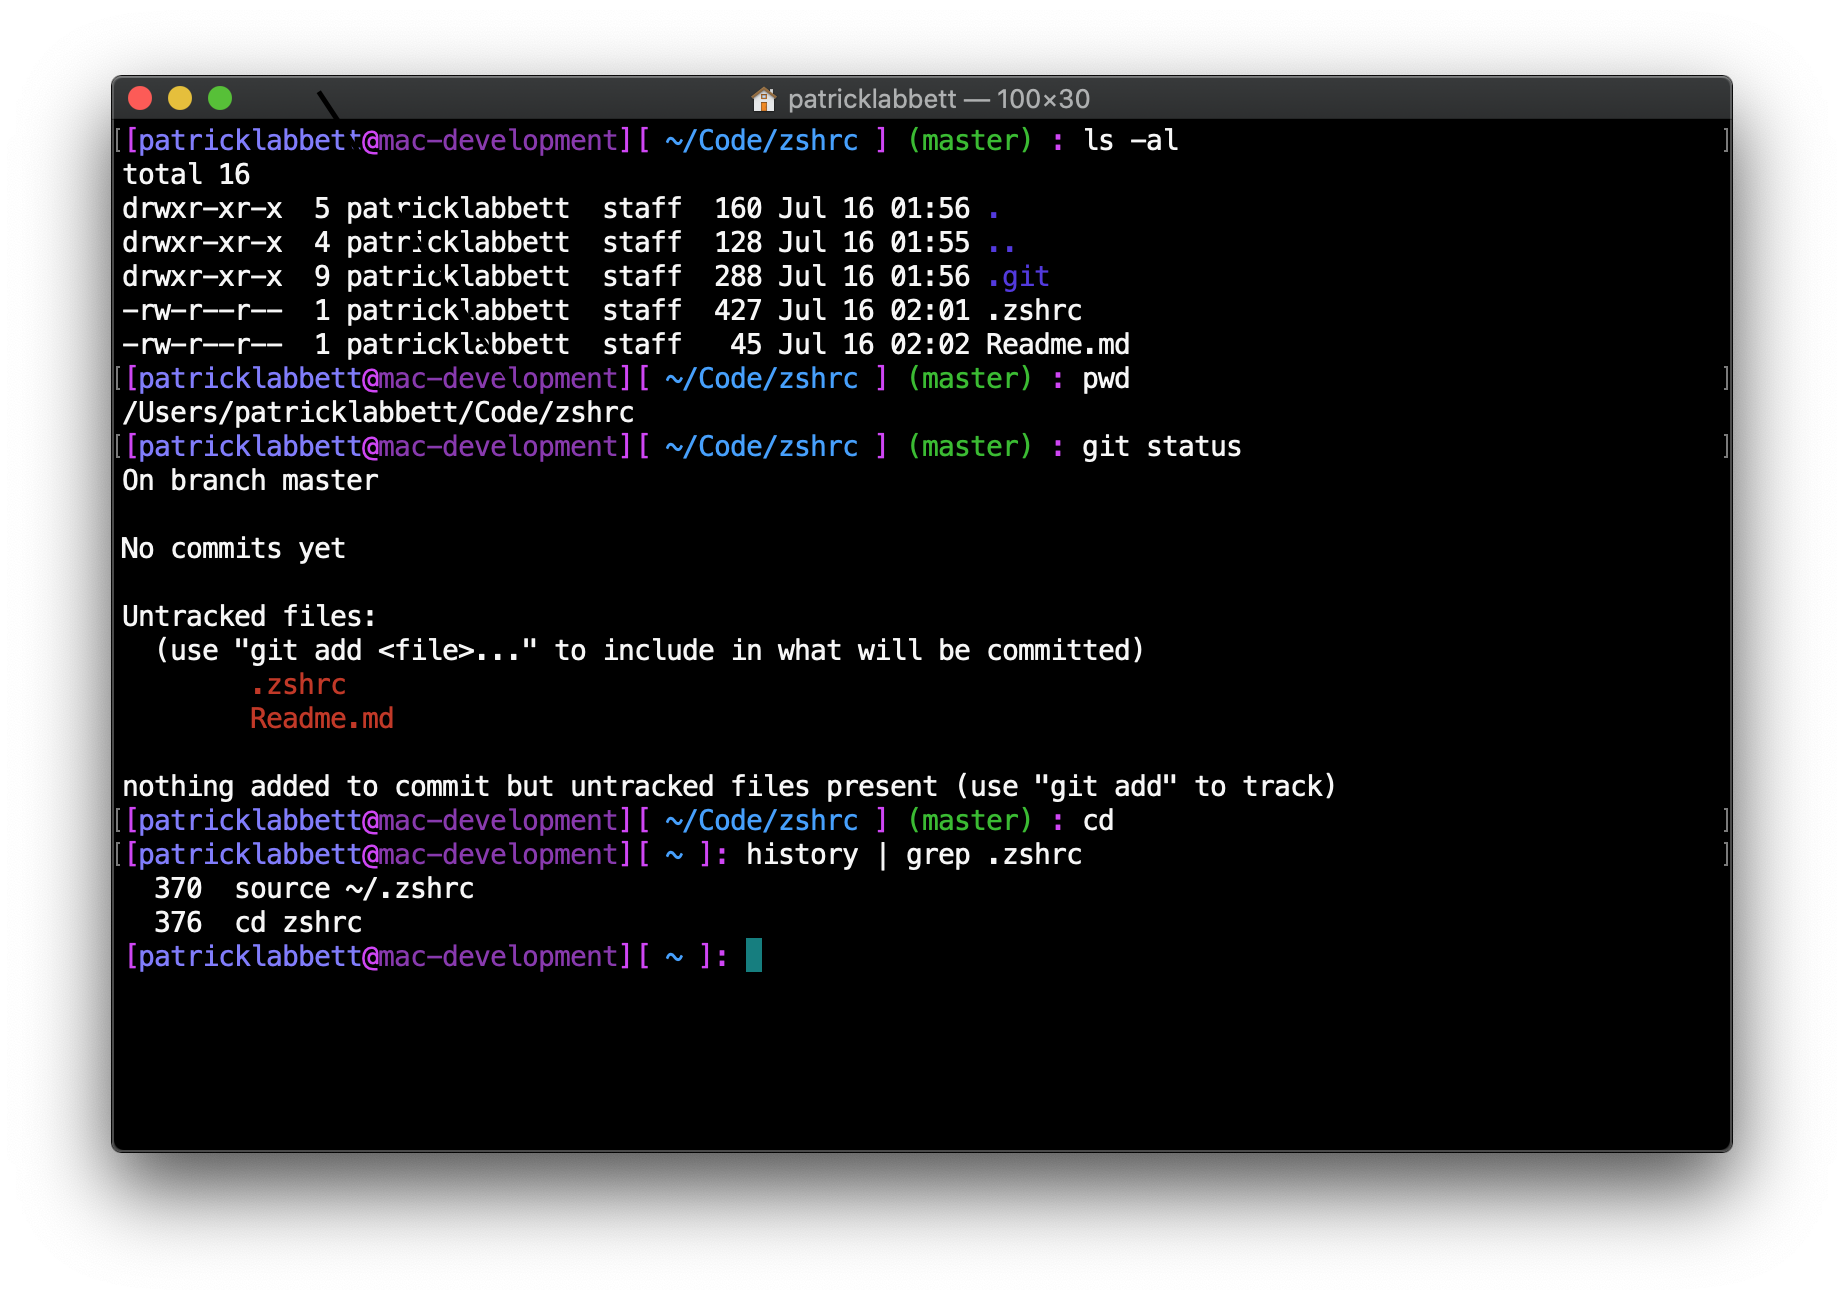 patricklabbett — 100×30
[patricklabbett@mac-development][ ~/Code/zshrc ] (master) : ls -al
total 16
drwxr-xr-x  5 patricklabbett  staff  160 Jul 16 01:56 .
drwxr-xr-x  4 patricklabbett  staff  128 Jul 16 01:55 ..
drwxr-xr-x  9 patricklabbett  staff  288 Jul 16 01:56 .git
-rw-r--r--  1 patricklabbett  staff  427 Jul 16 02:01 .zshrc
-rw-r--r--  1 patricklabbett  staff   45 Jul 16 02:02 Readme.md
[patricklabbett@mac-development][ ~/Code/zshrc ] (master) : pwd
/Users/patricklabbett/Code/zshrc
[patricklabbett@mac-development][ ~/Code/zshrc ] (master) : git status
On branch master
No commits yet
Untracked files:
  (use "git add <file>..." to include in what will be committed)
        .zshrc
        Readme.md
nothing added to commit but untracked files present (use "git add" to track)
[patricklabbett@mac-development][ ~/Code/zshrc ] (master) : cd
[patricklabbett@mac-development][ ~ ]: history | grep .zshrc
  370  source ~/.zshrc
  376  cd zshrc
[patricklabbett@mac-development][ ~ ]: